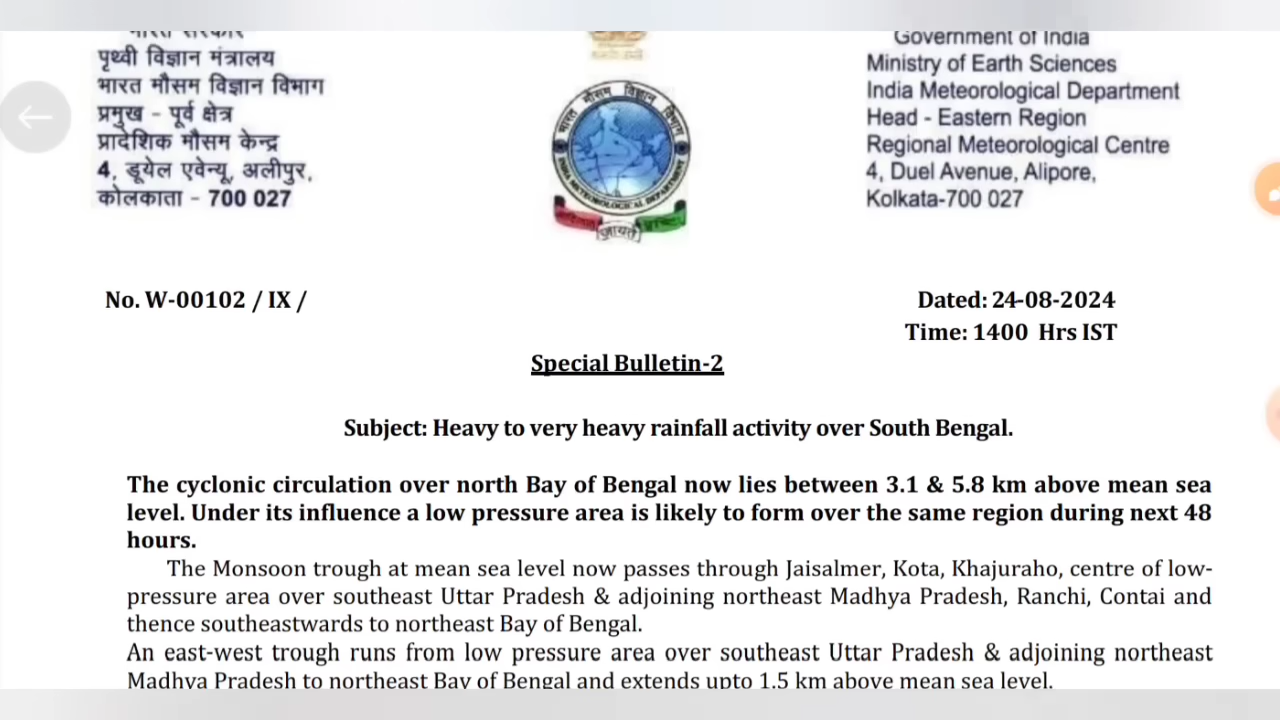 भारत सरकार
पृथ्वी विज्ञान मंत्रालय
भारत मौसम विज्ञान विभाग
प्रमुख - पूर्व क्षेत्र
प्रादेशिक मौसम केन्द्र
4, डूयेल एवेन्यू, अलीपुर,
कोलकाता - 700 027
भारत मौसम विज्ञान विभाग
INDIA METEOROLOGICAL DEPARTMENT
जायते
Government of India
Ministry of Earth Sciences
India Meteorological Department
Head - Eastern Region
Regional Meteorological Centre
4, Duel Avenue, Alipore,
Kolkata-700 027
No. W-00102 / IX /
Dated: 24-08-2024
Time: 1400 Hrs IST
Special Bulletin-2
Subject: Heavy to very heavy rainfall activity over South Bengal.
The cyclonic circulation over north Bay of Bengal now lies between 3.1 & 5.8 km above mean sea
level. Under its influence a low pressure area is likely to form over the same region during next 48
hours.
The Monsoon trough at mean sea level now passes through Jaisalmer, Kota, Khajuraho, centre of low-
pressure area over southeast Uttar Pradesh & adjoining northeast Madhya Pradesh, Ranchi, Contai and
thence southeastwards to northeast Bay of Bengal.
An east-west trough runs from low pressure area over southeast Uttar Pradesh & adjoining northeast
Madhya Pradesh to northeast Bay of Bengal and extends upto 1.5 km above mean sea level.